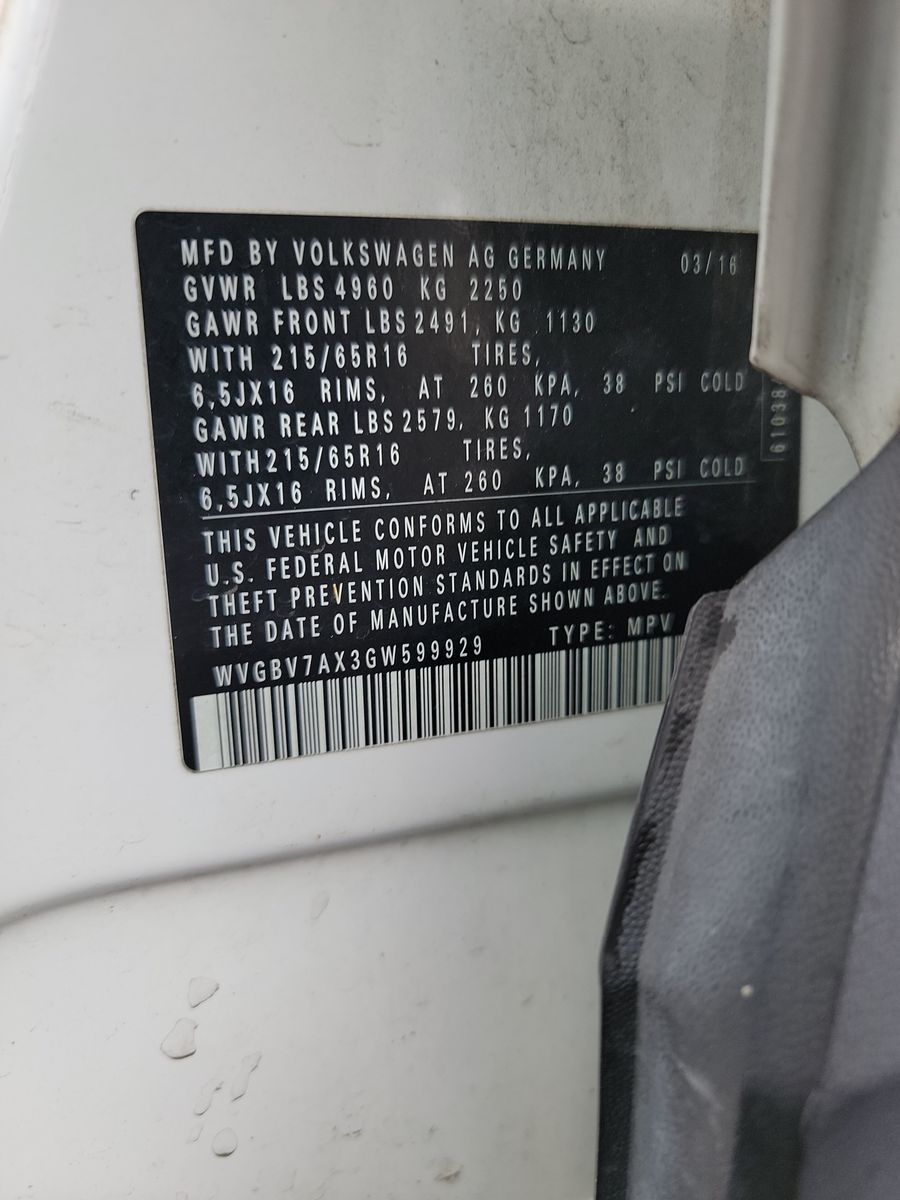 MFD BY VOLKSWAGEN AG GERMANY 03/16
GVWR LBS 4960 KG 2250
GAWR FRONT LBS 2491, KG 1130
WITH 215/65R16 TIRES,
6,5JX16 RIMS, AT 260 KPA, 38 PSI COLD
GAWR REAR LBS 2579, KG 1170
WITH 215/65R16 TIRES,
6,5JX16 RIMS, AT 260 KPA, 38 PSI COLD
THIS VEHICLE CONFORMS TO ALL APPLICABLE
U.S. FEDERAL MOTOR VEHICLE SAFETY AND
THEFT PREVENTION STANDARDS IN EFFECT ON
THE DATE OF MANUFACTURE SHOWN ABOVE.
WVGBV7AX3GW599929 TYPE: MPV